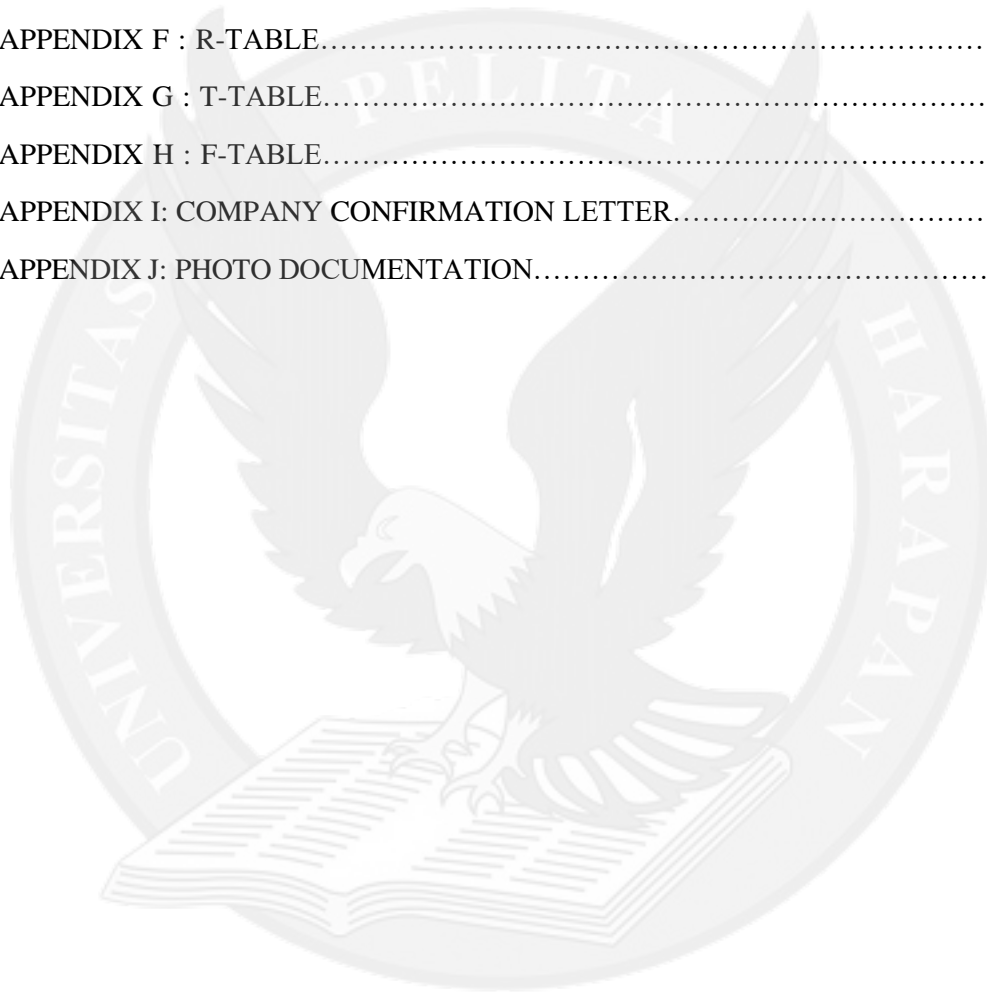 APPENDIX F : R-TABLE……………………………………………………………
APPENDIX G : T-TABLE……………………………………………………………
APPENDIX H : F-TABLE……………………………………………………………
APPENDIX I: COMPANY CONFIRMATION LETTER…………………………
APPENDIX J: PHOTO DOCUMENTATION………………………………………
UNIVERSITAS PELITA HARAPAN